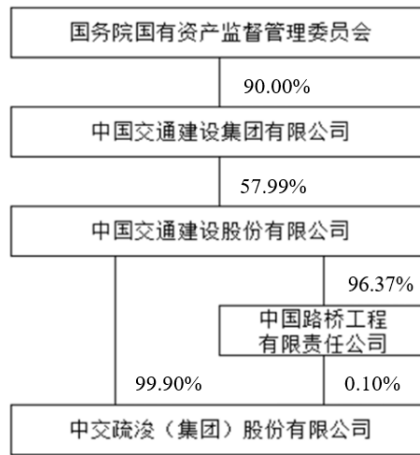 国务院国有资产监督管理委员会
90.00%
中国交通建设集团有限公司
57.99%
中国交通建设股份有限公司
96.37%
中国路桥工程
有限责任公司
99.90%
0.10%
中交疏浚（集团）股份有限公司